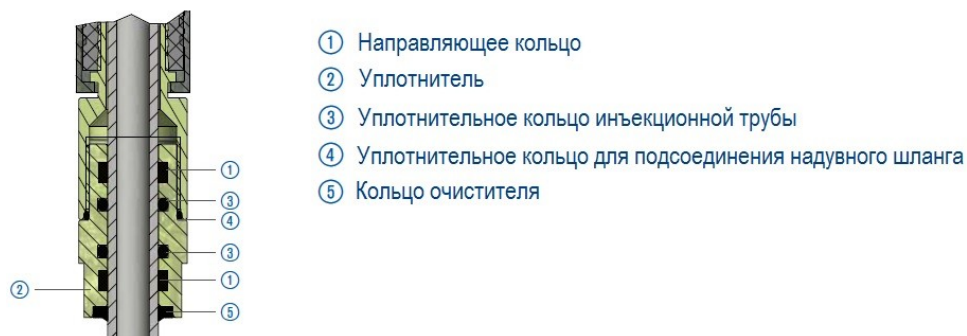 ① Направляющее кольцо
② Уплотнитель
③ Уплотнительное кольцо инъекционной трубы
④ Уплотнительное кольцо для подсоединения надувного шланга
⑤ Кольцо очистителя
①
③
④
③
①
②
⑤